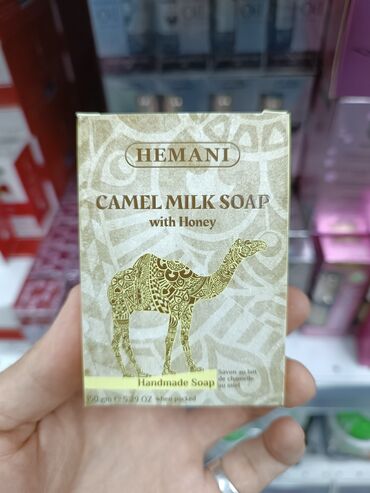 HEMANI
CAMEL MILK SOAP
with Honey
Handmade Soap
Savon au lait
de chamelle
au miel
150 gm ℮ 5.29 OZ when packed